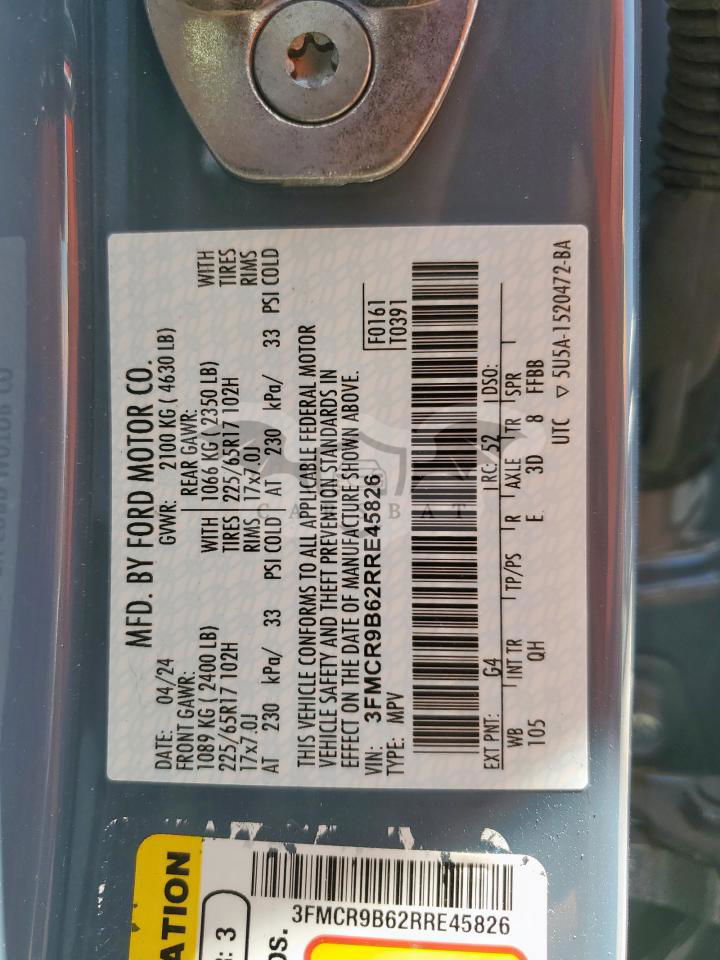 MFD. BY FORD MOTOR CO.
DATE: 04/24 GVWR: 2100 KG ( 4630 LB)
FRONT GAWR: REAR GAWR:
1089 KG ( 2400 LB) WITH 1066 KG ( 2350 LB) WITH
225/65R17 102H TIRES 225/65R17 102H TIRES
17x7.0J RIMS 17x7.0J RIMS
AT 230 kPa/ 33 PSI COLD AT 230 kPa/ 33 PSI COLD
THIS VEHICLE CONFORMS TO ALL APPLICABLE FEDERAL MOTOR
VEHICLE SAFETY AND THEFT PREVENTION STANDARDS IN
EFFECT ON THE DATE OF MANUFACTURE SHOWN ABOVE.
VIN: 3FMCR9B62RRE45826 F0161
TYPE: MPV T0391
EXT PNT: G4 RC: 52 DSO:
WB INT TR TP/PS R AXLE TR SPR
105 QH E 3D 8 FFBB
UTC ▽ 5U5A-1520472-BA
ATION
: 3
3FMCR9B62RRE45826
OS.